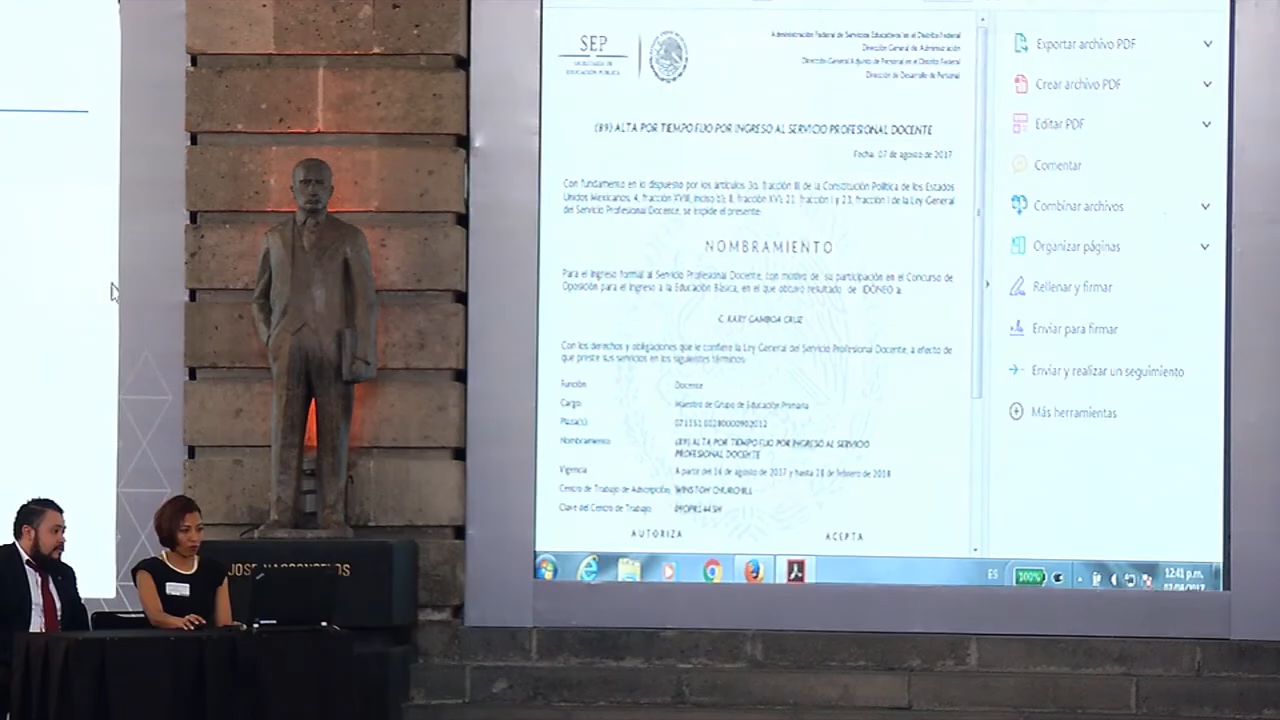 SEP
SECRETARÍA DE
EDUCACIÓN PÚBLICA
Administración Federal de Servicios Educativos en el Distrito Federal
Dirección General de Administración
Dirección General Adjunta de Personal en el Distrito Federal
Dirección de Desarrollo de Personal
(89) ALTA POR TIEMPO FIJO POR INGRESO AL SERVICIO PROFESIONAL DOCENTE
Fecha: 07 de agosto de 2017
Con fundamento en lo dispuesto por los artículos 3o. fracción III de la Constitución Política de los Estados
Unidos Mexicanos, 4, fracción XVIII, inciso b); 8, fracción XVI; 21, fracción I y 23, fracción I de la Ley General
del Servicio Profesional Docente, se expide el presente:
NOMBRAMIENTO
Para el ingreso formal al Servicio Profesional Docente, con motivo de su participación en el Concurso de
Oposición para el Ingreso a la Educación Básica, en el que obtuvo resultado de IDÓNEO a:
C. KARY GAMBOA CRUZ
Con los derechos y obligaciones que le confiere la Ley General del Servicio Profesional Docente, a efecto de
que preste sus servicios en los siguientes términos:
Función: Docente
Cargo: Maestro de Grupo de Educación Primaria
Plaza(s):
Nombramiento: (89) ALTA POR TIEMPO FIJO POR INGRESO AL SERVICIO
PROFESIONAL DOCENTE
Vigencia A partir del 16 de agosto de 2017 y hasta 28 de febrero de 2018
Centro de Trabajo de Adscripción: WINSTON CHURCHILL
Clave del Centro de Trabajo:
AUTORIZA ACEPTA
Exportar archivo PDF
Crear archivo PDF
Editar PDF
Comentar
Combinar archivos
Organizar páginas
Rellenar y firmar
Enviar para firmar
Enviar y realizar un seguimiento
Más herramientas
ES 100% 12:41 p.m.
JOSE VASCONCELOS